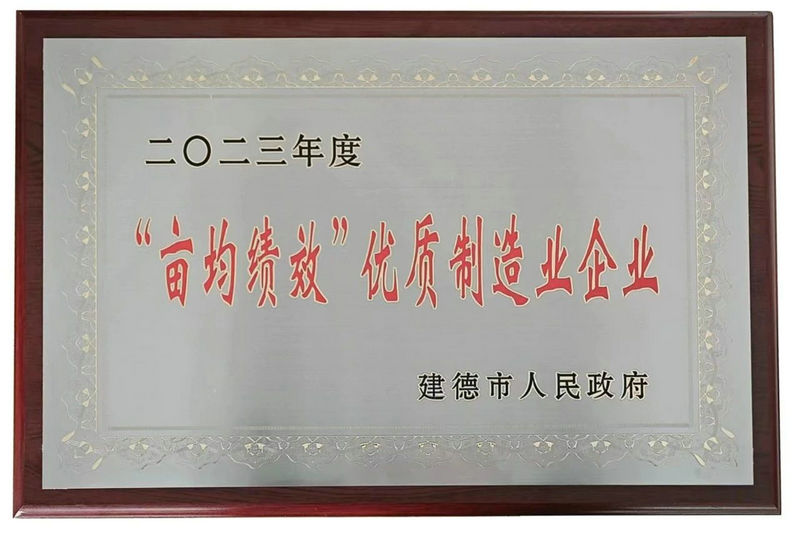 二〇二三年度
“亩均绩效”优质制造业企业
建德市人民政府